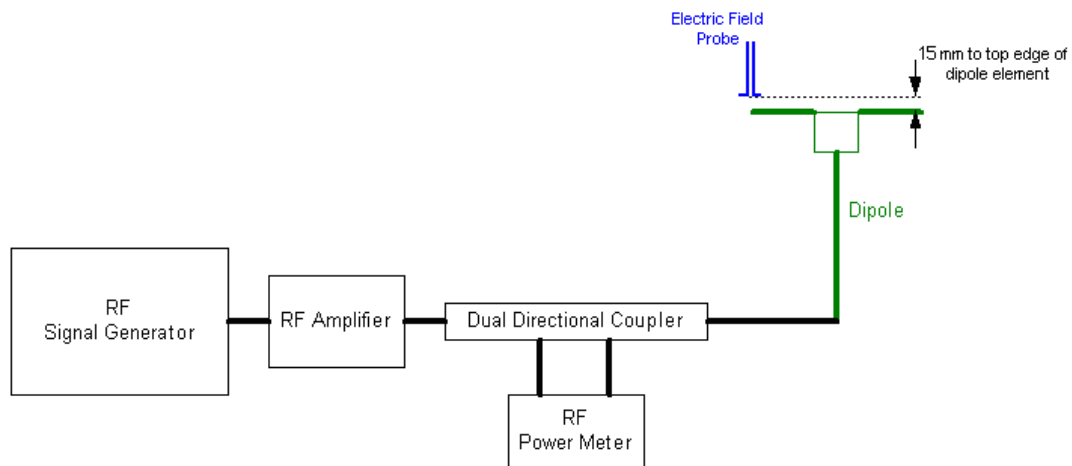 Electric Field
Probe
15 mm to top edge of
dipole element
Dipole
RF
Signal Generator
RF Amplifier
Dual Directional Coupler
RF
Power Meter